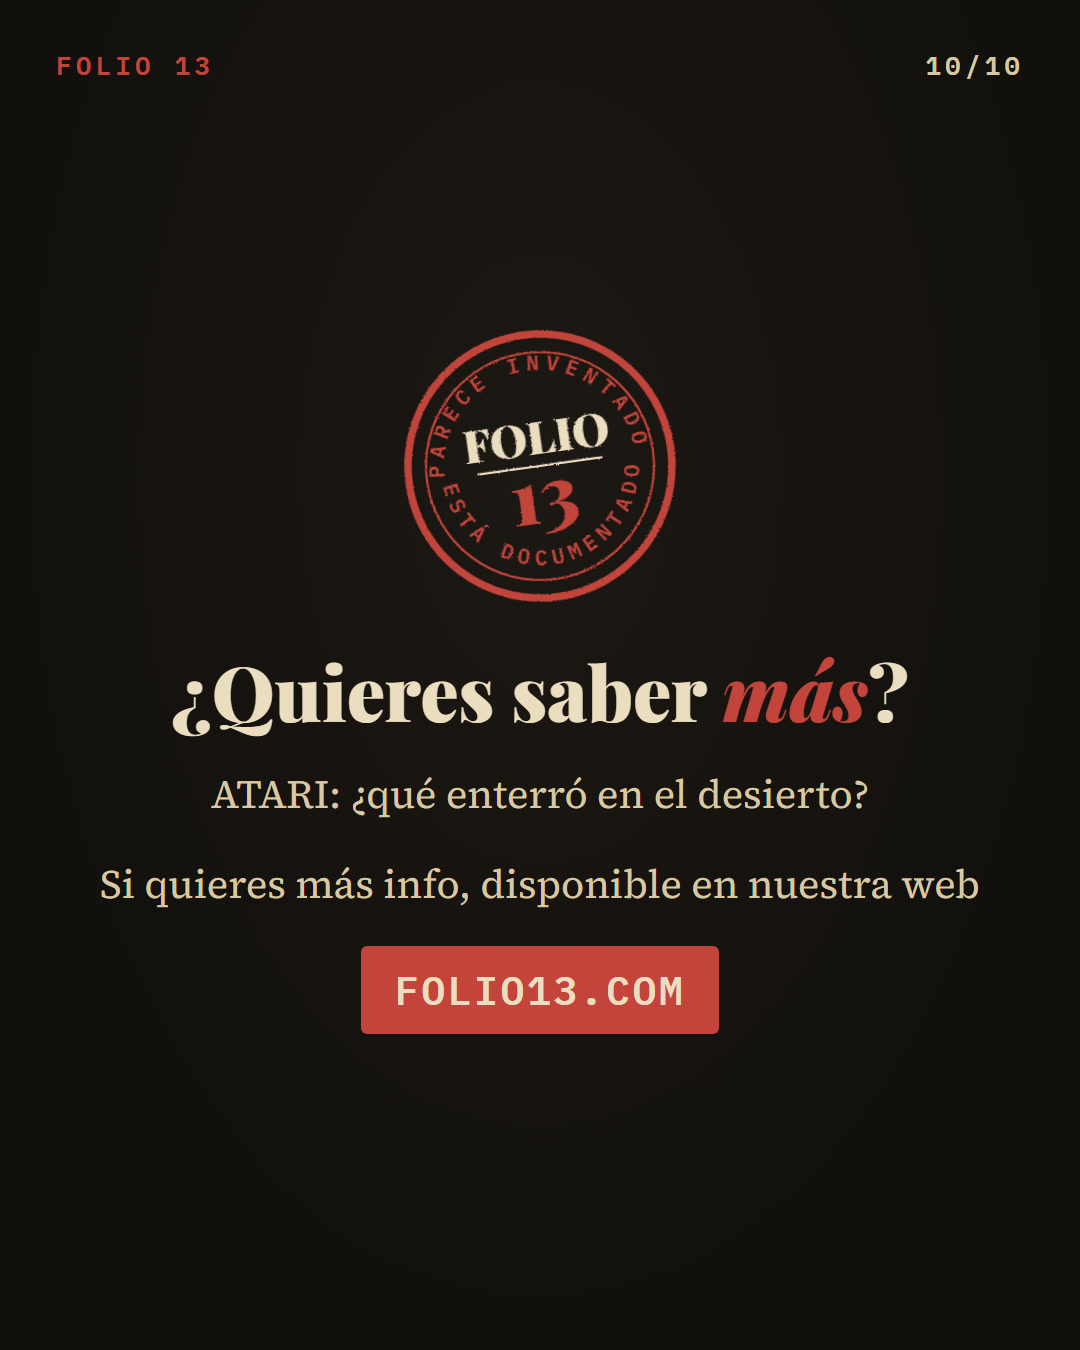 FOLIO 13
10/10
PARECE INVENTADO
FOLIO
13
ESTÁ DOCUMENTADO
¿Quieres saber más?
ATARI: ¿qué enterró en el desierto?
Si quieres más info, disponible en nuestra web
FOLIO13.COM